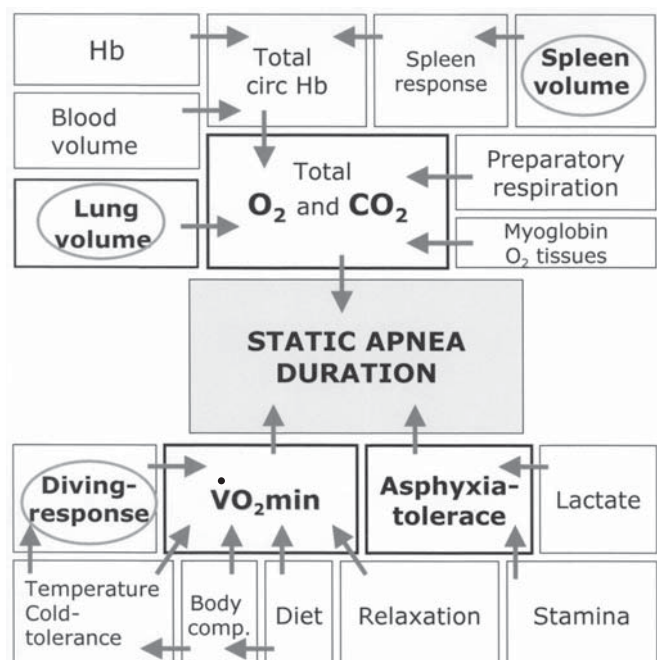 Hb
Total
circ Hb
Spleen
response
Spleen
volume
Blood
volume
Total
O₂ and CO₂
Preparatory
respiration
Lung
volume
Myoglobin
O₂ tissues
STATIC APNEA
DURATION
Diving-
response
V̇O₂min
Asphyxia-
tolerace
Lactate
Temperature
Cold-
tolerance
Body
comp.
Diet
Relaxation
Stamina